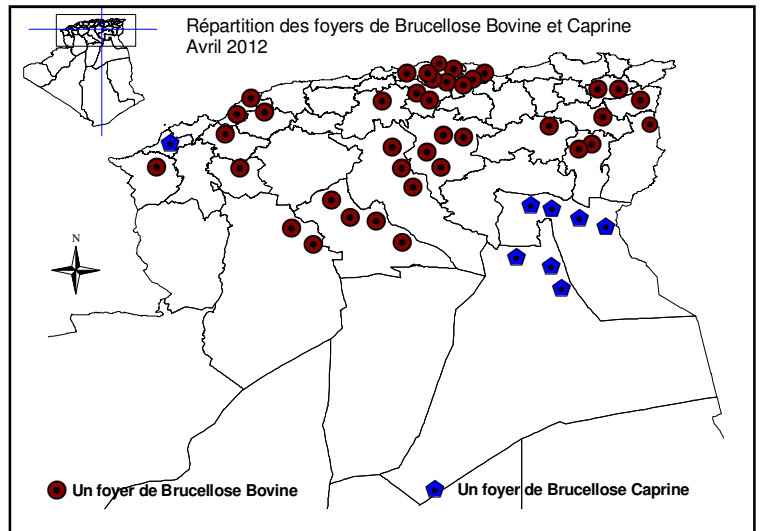 Répartition des foyers de Brucellose Bovine et Caprine
Avril 2012
N
Un foyer de Brucellose Bovine
Un foyer de Brucellose Caprine